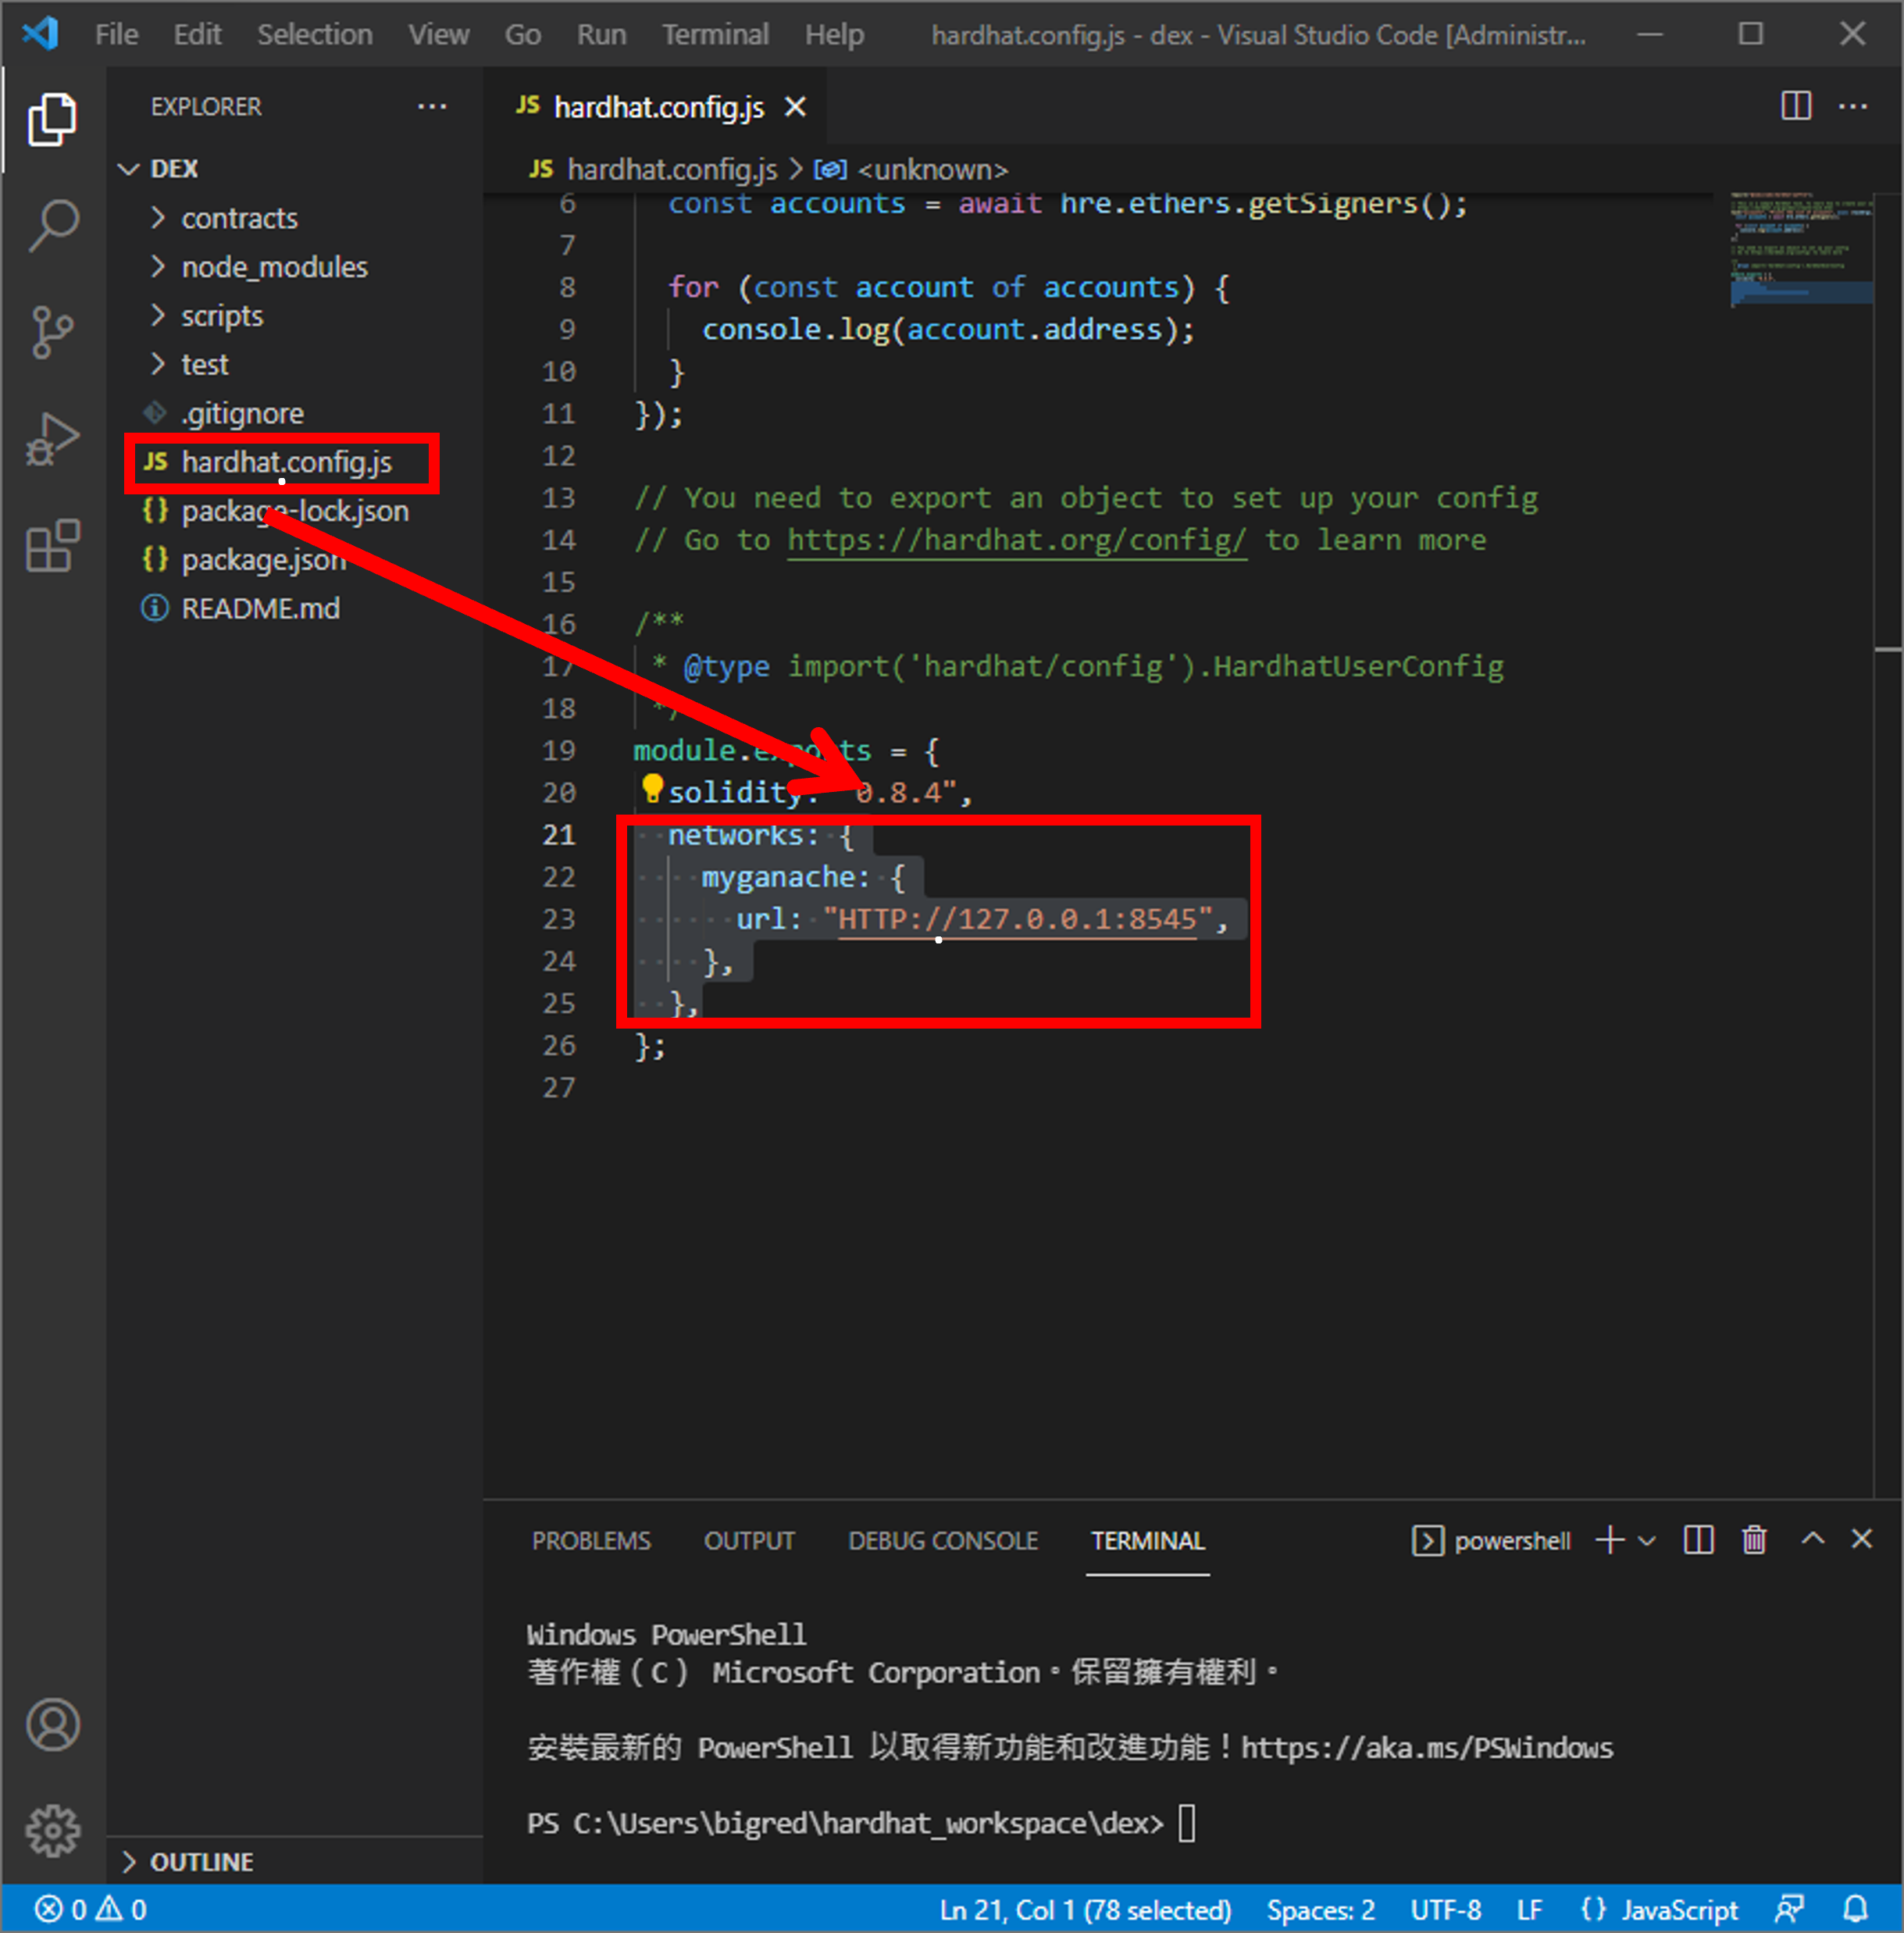 File Edit Selection View Go Run Terminal Help hardhat.config.js - dex - Visual Studio Code [Administr...
EXPLORER
DEX
contracts
node_modules
scripts
test
.gitignore
JS hardhat.config.js
{} package-lock.json
{} package.json
README.md
OUTLINE
JS hardhat.config.js
JS hardhat.config.js > <unknown>
6 const accounts = await hre.ethers.getSigners();
7
8 for (const account of accounts) {
9 console.log(account.address);
10 }
11 });
12
13 // You need to export an object to set up your config
14 // Go to https://hardhat.org/config/ to learn more
15
16 /**
17 * @type import('hardhat/config').HardhatUserConfig
18 */
19 module.exports = {
20 solidity: "0.8.4",
21 networks: {
22 myganache: {
23 url: "HTTP://127.0.0.1:8545",
24 },
25 },
26 };
27
PROBLEMS OUTPUT DEBUG CONSOLE TERMINAL powershell
Windows PowerShell
著作權（C） Microsoft Corporation。保留擁有權利。
安裝最新的 PowerShell 以取得新功能和改進功能！https://aka.ms/PSWindows
PS C:\Users\bigred\hardhat_workspace\dex>
0 0 Ln 21, Col 1 (78 selected) Spaces: 2 UTF-8 LF {} JavaScript